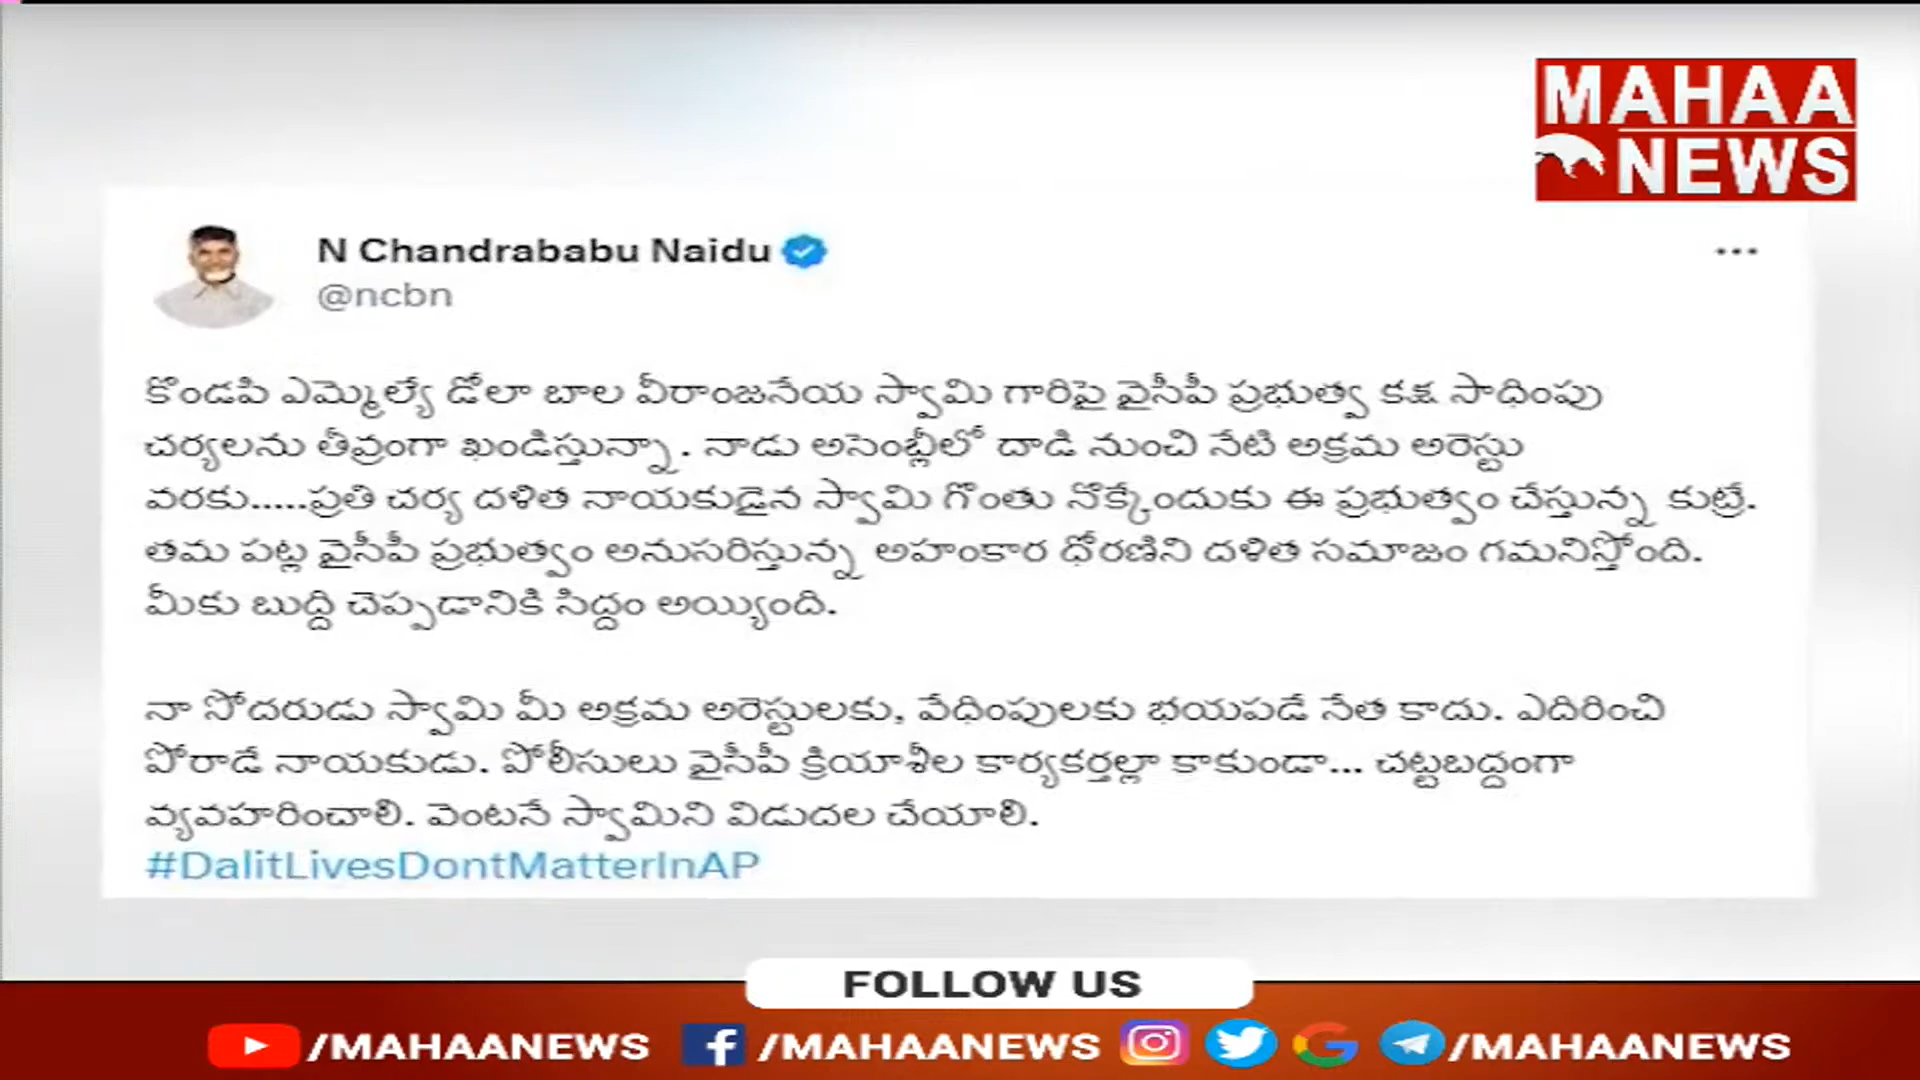 MAHAA
NEWS
N Chandrababu Naidu
@ncbn
కొండపి ఎమ్మెల్యే డోలా బాల వీరాంజనేయ స్వామి గారిపై వైసీపీ ప్రభుత్వ కక్ష సాధింపు
చర్యలను తీవ్రంగా ఖండిస్తున్నా. నాడు అసెంబ్లీలో దాడి నుంచి నేటి అక్రమ అరెస్టు
వరకు.....ప్రతి చర్య దళిత నాయకుడైన స్వామి గొంతు నొక్కేందుకు ఈ ప్రభుత్వం చేస్తున్న కుట్రే.
తమ పట్ల వైసీపీ ప్రభుత్వం అనుసరిస్తున్న అహంకార ధోరణిని దళిత సమాజం గమనిస్తోంది.
మీకు బుద్ది చెప్పడానికి సిద్దం అయ్యింది.
నా సోదరుడు స్వామి మీ అక్రమ అరెస్టులకు, వేధింపులకు భయపడే నేత కాదు. ఎదిరించి
పోరాడే నాయకుడు. పోలీసులు వైసీపీ క్రియాశీల కార్యకర్తల్లా కాకుండా... చట్టబద్దంగా
వ్యవహరించాలి. వెంటనే స్వామిని విడుదల చేయాలి.
#DalitLivesDontMatterInAP
FOLLOW US
/MAHAANEWS /MAHAANEWS /MAHAANEWS